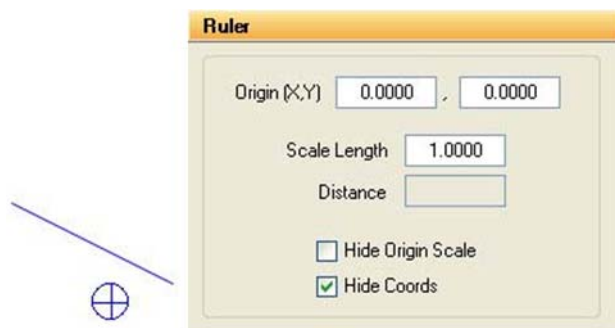 Ruler
Origin (X,Y) 0.0000 , 0.0000
Scale Length 1.0000
Distance
Hide Origin Scale
Hide Coords